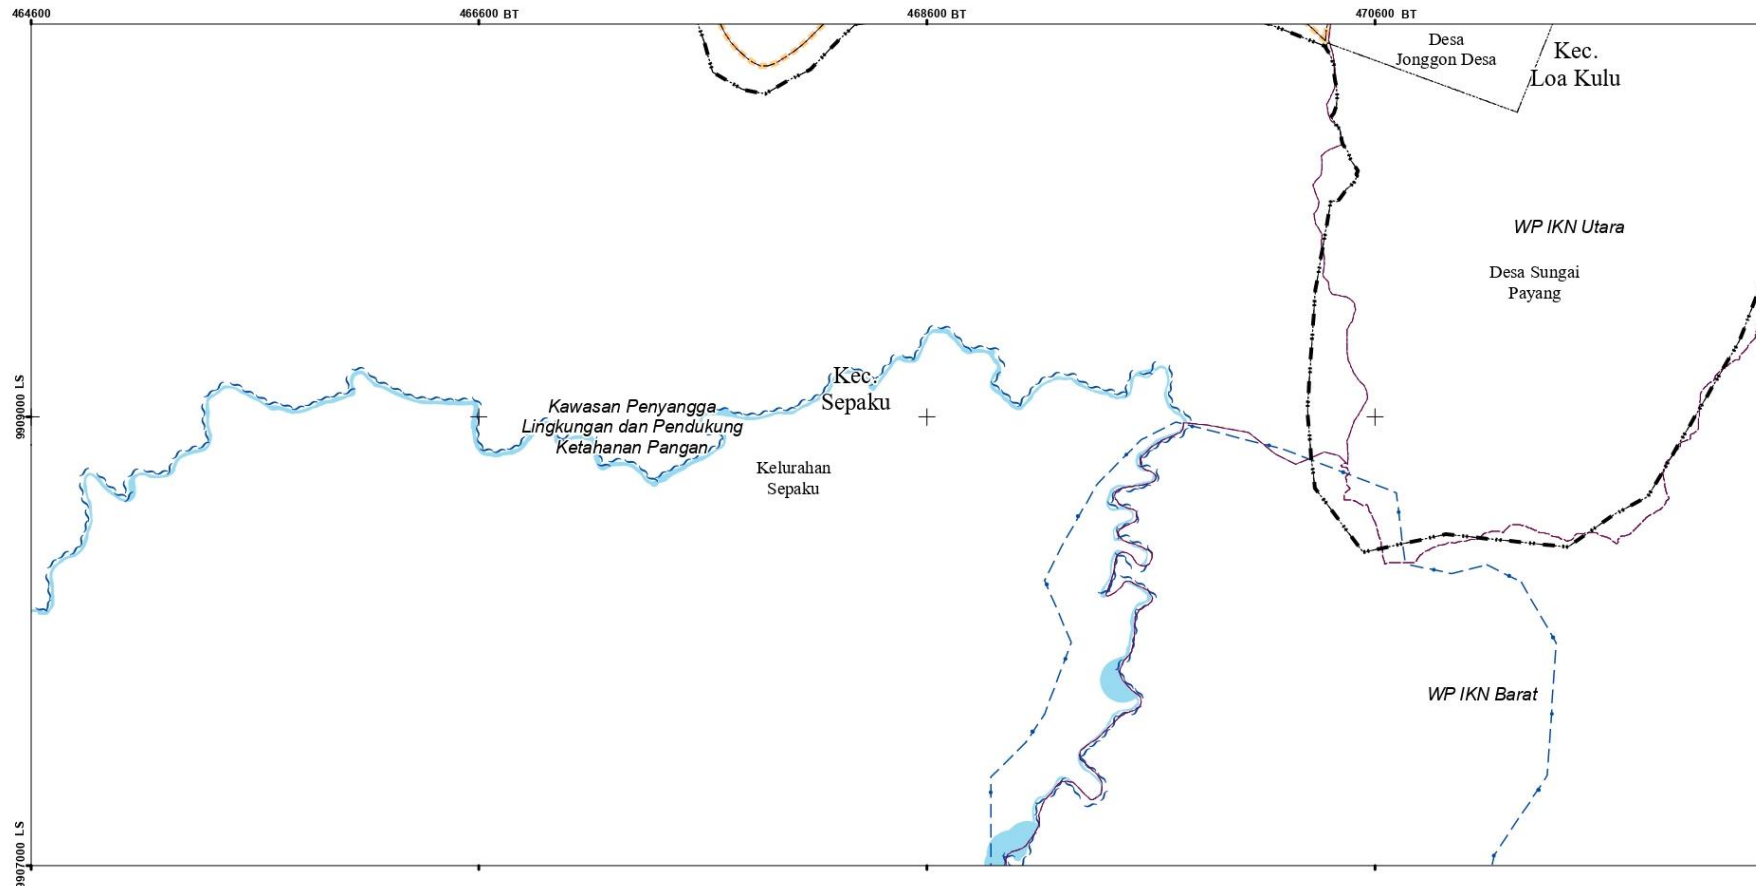 464600
466600 BT
468600 BT
470600 BT
Desa
Jonggon Desa
Kec.
Loa Kulu
WP IKN Utara
Desa Sungai
Payang
9909000 LS
Kec.
Sepaku
Kawasan Penyangga
Lingkungan dan Pendukung
Ketahanan Pangan
Kelurahan
Sepaku
WP IKN Barat
9907000 LS